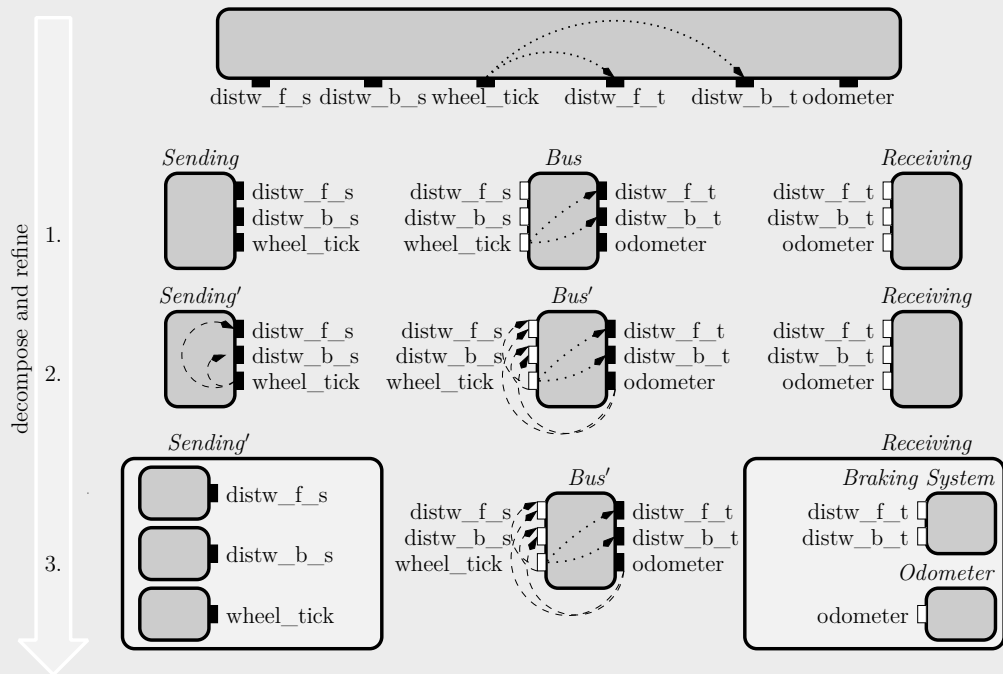 distw_f_s distw_b_s wheel_tick distw_f_t distw_b_t odometer
decompose and refine
1.
Sending
distw_f_s
distw_b_s
wheel_tick
Bus
distw_f_s
distw_b_s
wheel_tick
distw_f_t
distw_b_t
odometer
Receiving
distw_f_t
distw_b_t
odometer
2.
Sending′
distw_f_s
distw_b_s
wheel_tick
Bus′
distw_f_s
distw_b_s
wheel_tick
distw_f_t
distw_b_t
odometer
Receiving
distw_f_t
distw_b_t
odometer
3.
Sending′
distw_f_s
distw_b_s
wheel_tick
Bus′
distw_f_s
distw_b_s
wheel_tick
distw_f_t
distw_b_t
odometer
Receiving
Braking System
distw_f_t
distw_b_t
Odometer
odometer